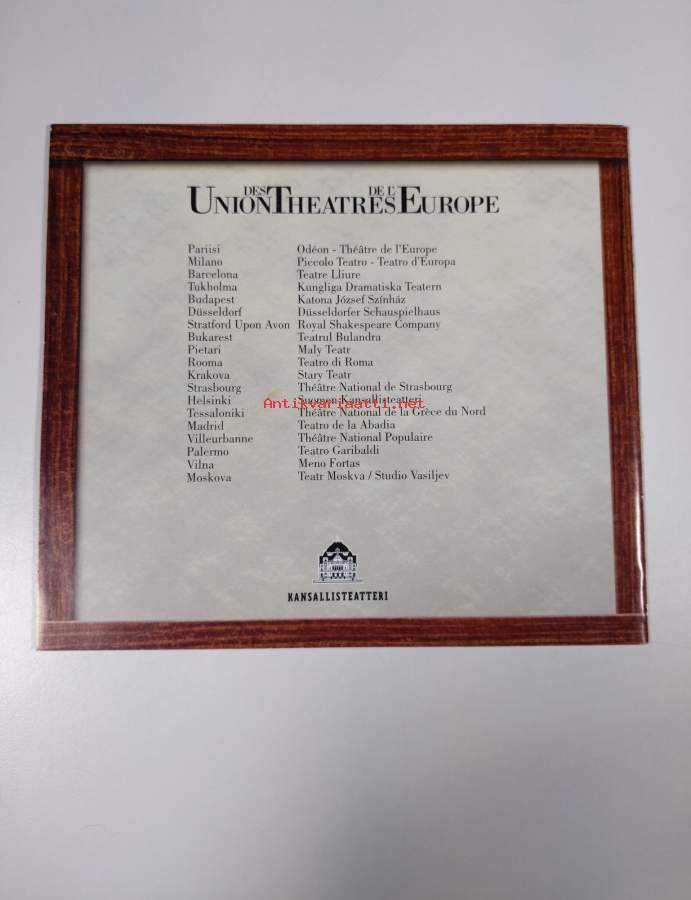 UNION DES THEATRES DE L'EUROPE
Pariisi Odéon - Théâtre de l'Europe
Milano Piccolo Teatro - Teatro d'Europa
Barcelona Teatre Lliure
Tukholma Kungliga Dramatiska Teatern
Budapest Katona József Színház
Düsseldorf Düsseldorfer Schauspielhaus
Stratford Upon Avon Royal Shakespeare Company
Bukarest Teatrul Bulandra
Pietari Maly Teatr
Rooma Teatro di Roma
Krakova Stary Teatr
Strasbourg Théâtre National de Strasbourg
Helsinki Suomen Kansallisteatteri
Antikvariaatti.net
Tessaloniki Théâtre National de la Grèce du Nord
Madrid Teatro de la Abadia
Villeurbanne Théâtre National Populaire
Palermo Teatro Garibaldi
Vilna Meno Fortas
Moskova Teatr Moskva / Studio Vasiljev
KANSALLISTEATTERI